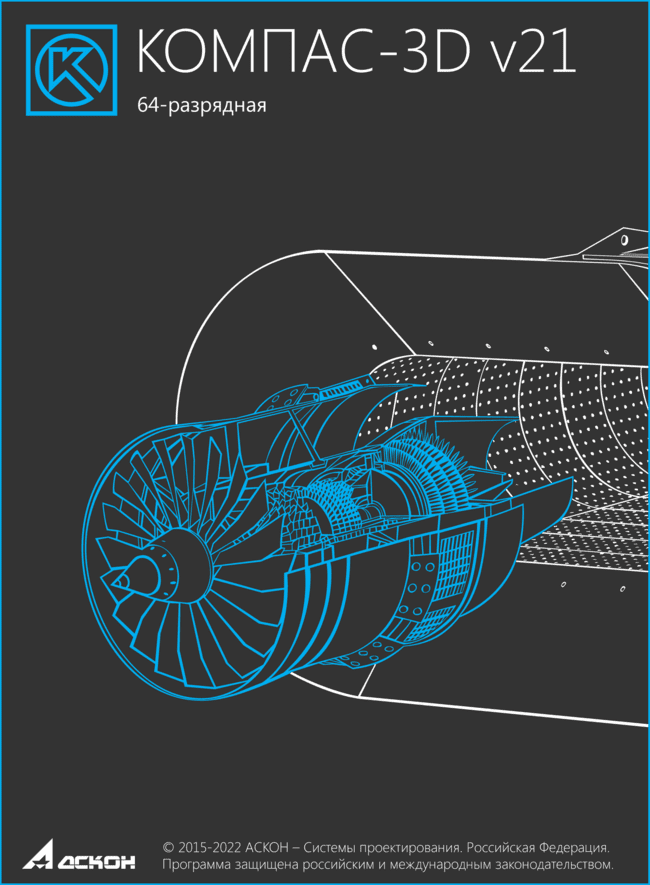 КОМПАС-3D v21
64-разрядная
АСКОН
© 2015-2022 АСКОН – Системы проектирования. Российская Федерация.
Программа защищена российским и международным законодательством.